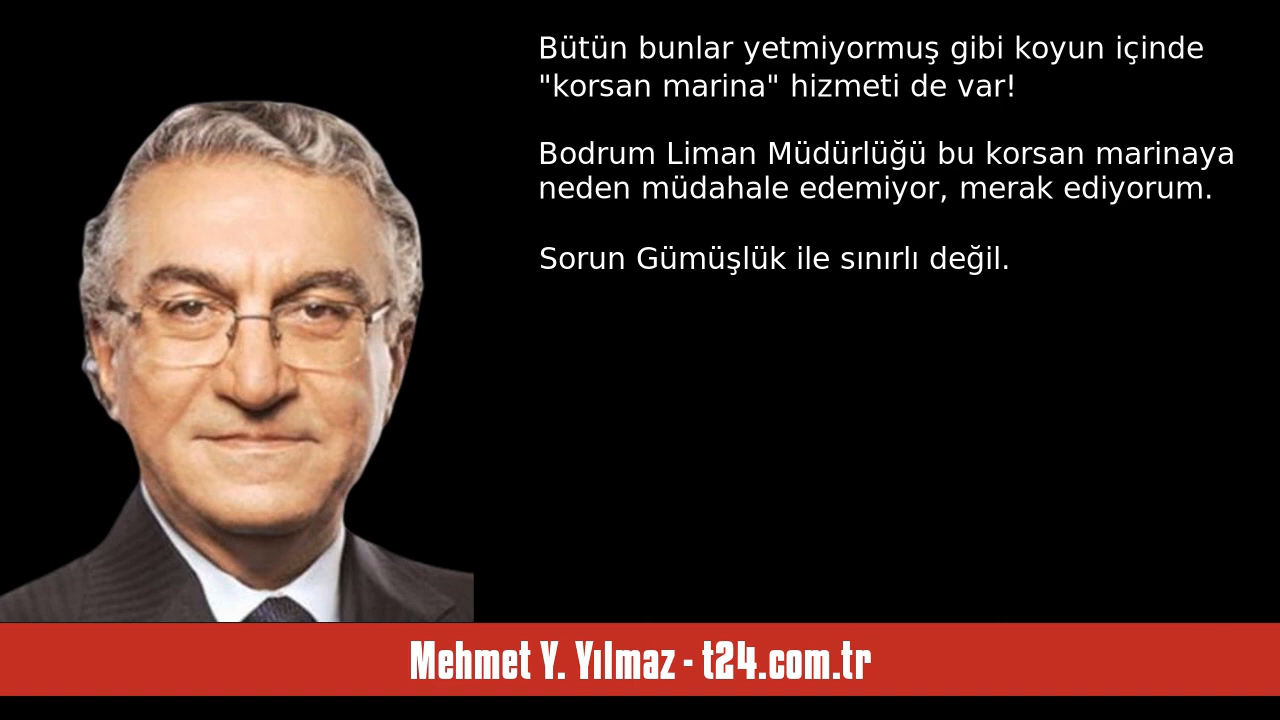 Bütün bunlar yetmiyormuş gibi koyun içinde
"korsan marina" hizmeti de var!
Bodrum Liman Müdürlüğü bu korsan marinaya
neden müdahale edemiyor, merak ediyorum.
Sorun Gümüşlük ile sınırlı değil.
Mehmet Y. Yılmaz - t24.com.tr